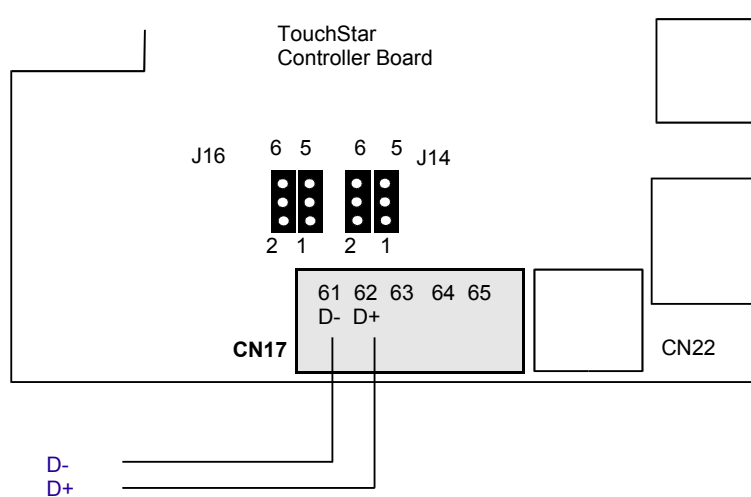 TouchStar
Controller Board
J16
6 5
6 5
J14
2 1
2 1
61 62 63 64 65
D- D+
CN17
CN22
D-
D+